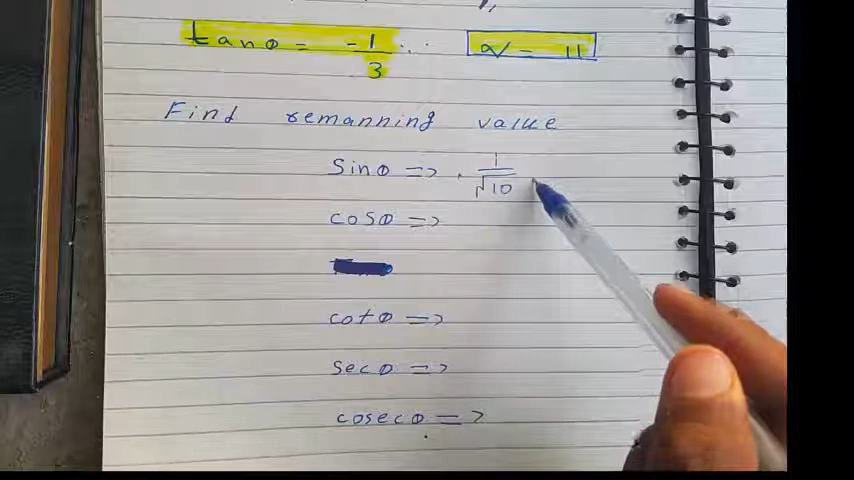 tanθ = -1/3 ∴ Q - II
Find remanning value
Sinθ => 1/√10
cosθ =>
cotθ =>
secθ =>
cosecθ =>